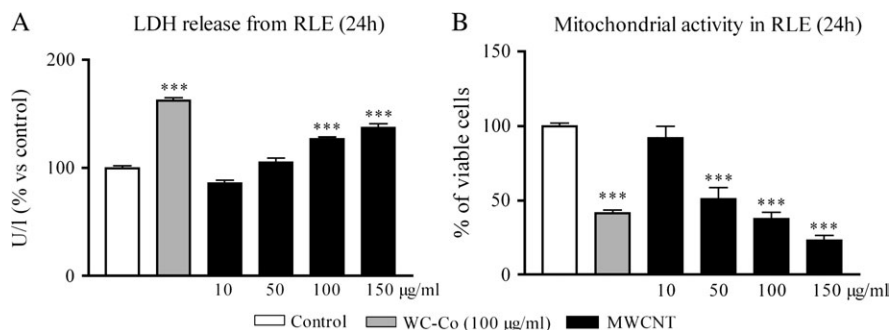 A
LDH release from RLE (24h)
U/l (% vs control)
200
100
0
***
***
***
10 50 100 150 µg/ml
B
Mitochondrial activity in RLE (24h)
% of viable cells
150
100
50
0
***
***
***
***
10 50 100 150 µg/ml
Control WC-Co (100 µg/ml) MWCNT